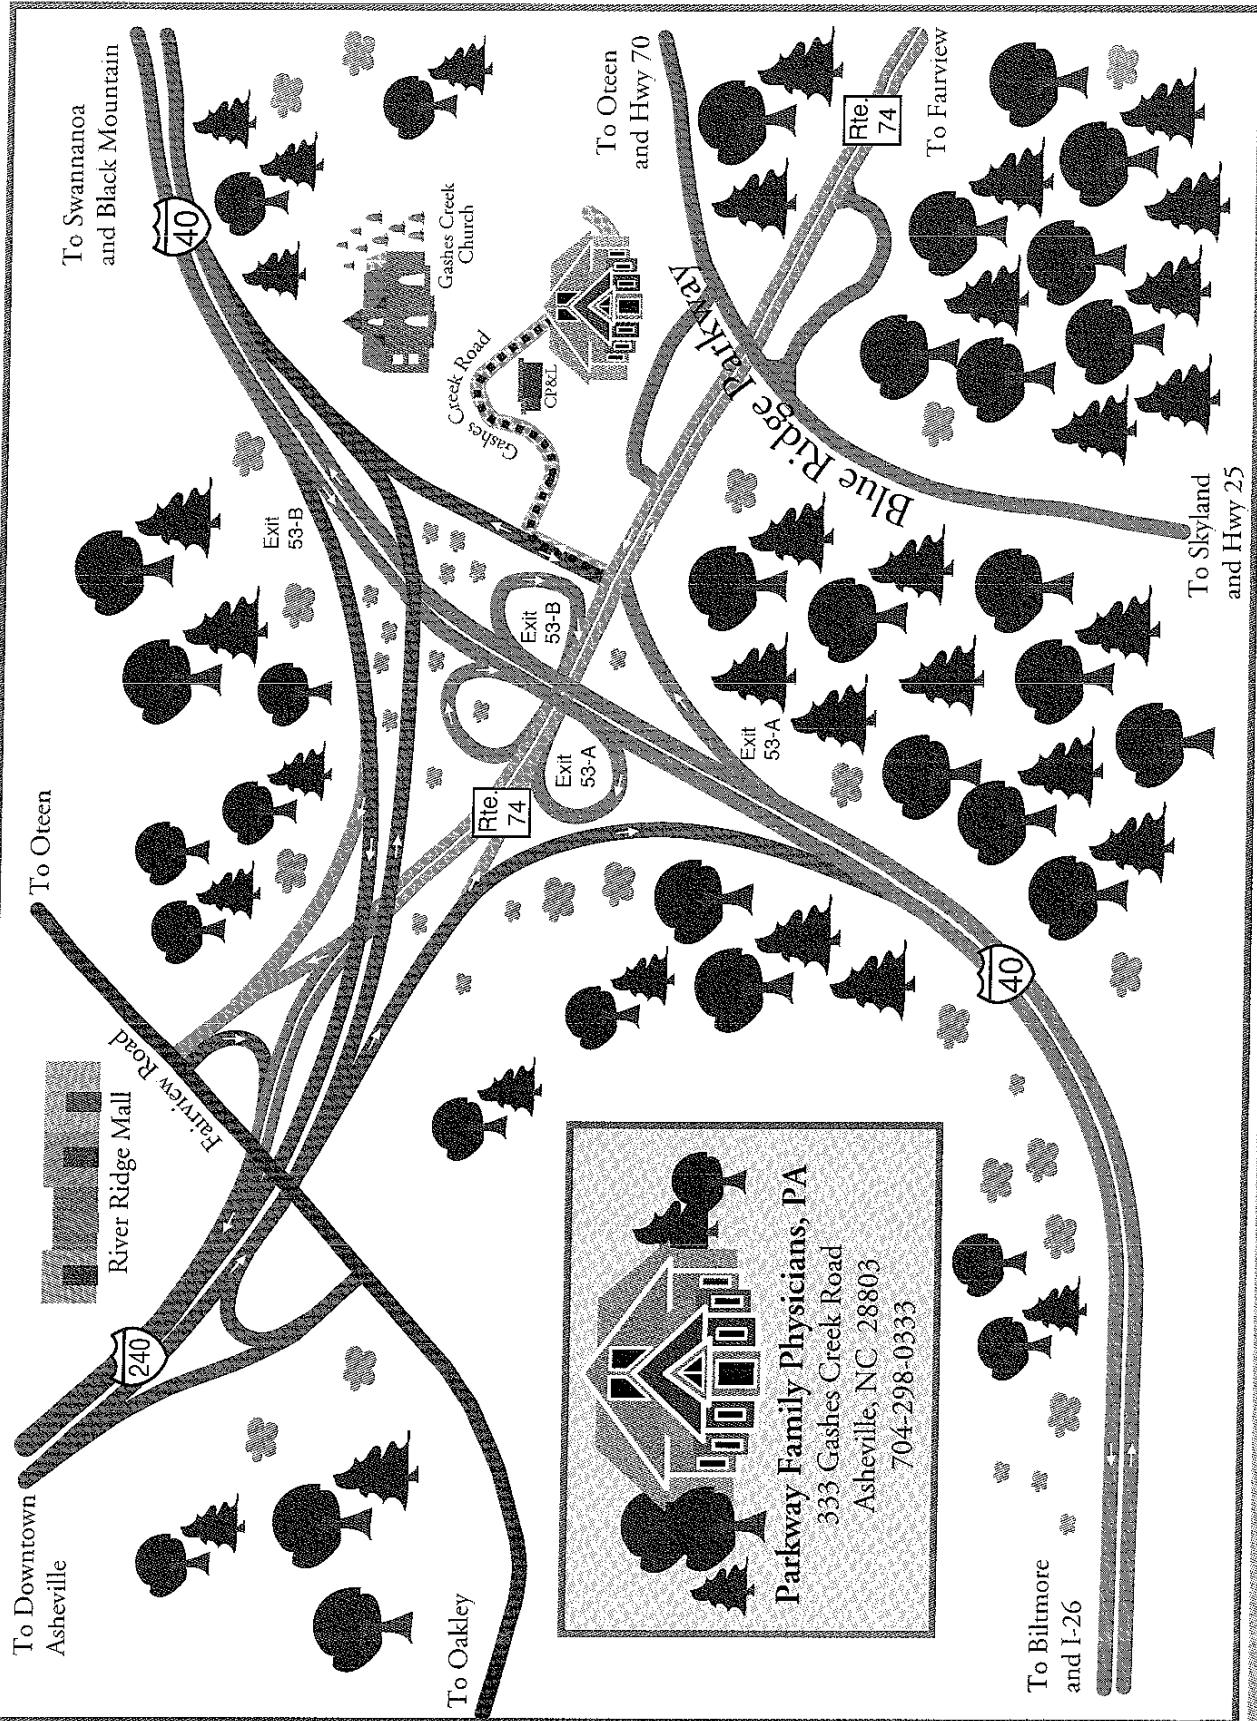 To Downtown
Asheville
240
River Ridge Mall
Fairview Road
To Oteen
To Swannanoa
and Black Mountain
40
Exit
53-B
Gashes Creek
Church
Gashes Creek Road
CP&L
To Oteen
and Hwy 70
Rte.
74
Exit
53-B
Exit
53-A
Exit
53-A
Rte.
74
To Fairview
Blue Ridge Parkway
To Skyland
and Hwy 25
40
To Oakley
Parkway Family Physicians, PA
333 Gashes Creek Road
Asheville, NC 28803
704-298-0333
To Biltmore
and I-26